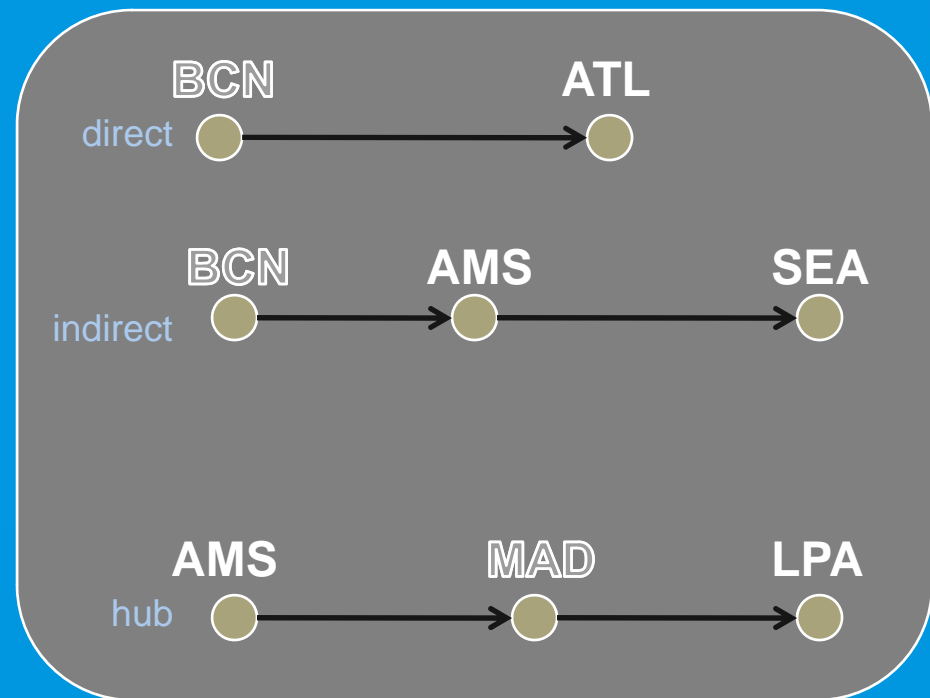 BCN ATL
direct
BCN AMS SEA
indirect
AMS MAD LPA
hub